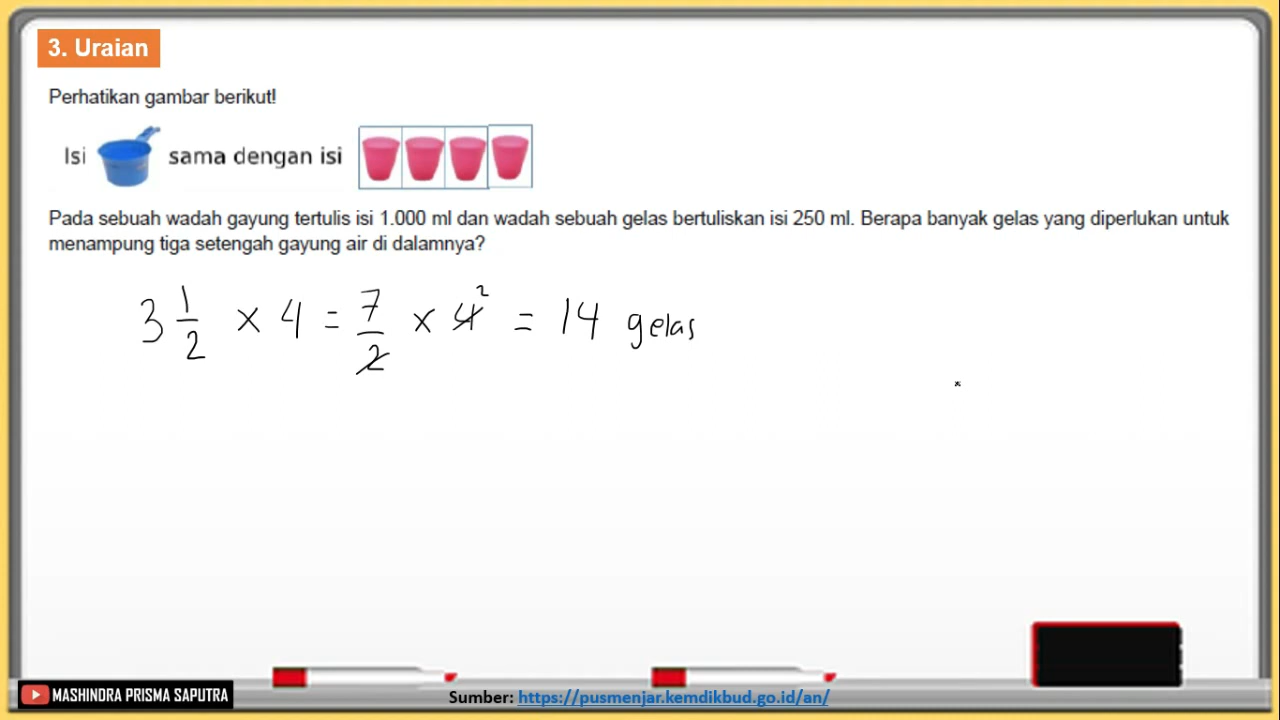 3. Uraian
Perhatikan gambar berikut!
Isi sama dengan isi
Pada sebuah wadah gayung tertulis isi 1.000 ml dan wadah sebuah gelas bertuliskan isi 250 ml. Berapa banyak gelas yang diperlukan untuk
menampung tiga setengah gayung air di dalamnya?
3 1/2 × 4 = 7/2 × 4 2 = 14 gelas
MASHINDRA PRISMA SAPUTRA
Sumber: https://pusmenjar.kemdikbud.go.id/an/